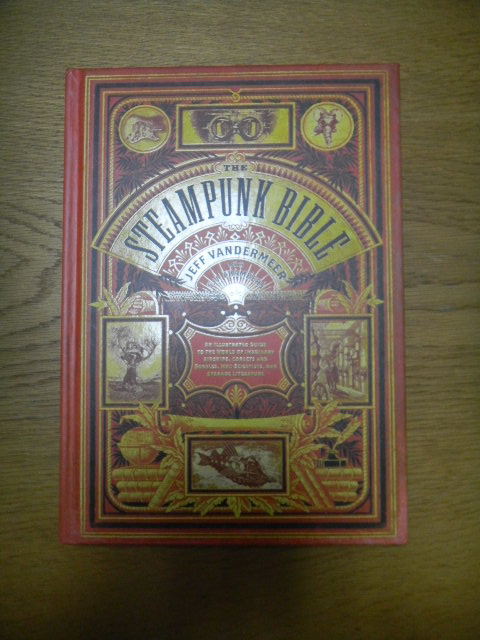 THE
STEAMPUNK BIBLE
JEFF VANDERMEER
AN ILLUSTRATED GUIDE
TO THE WORLD OF IMAGINARY
AIRSHIPS, CORSETS AND
GOGGLES, MAD SCIENTISTS, AND
STRANGE LITERATURE